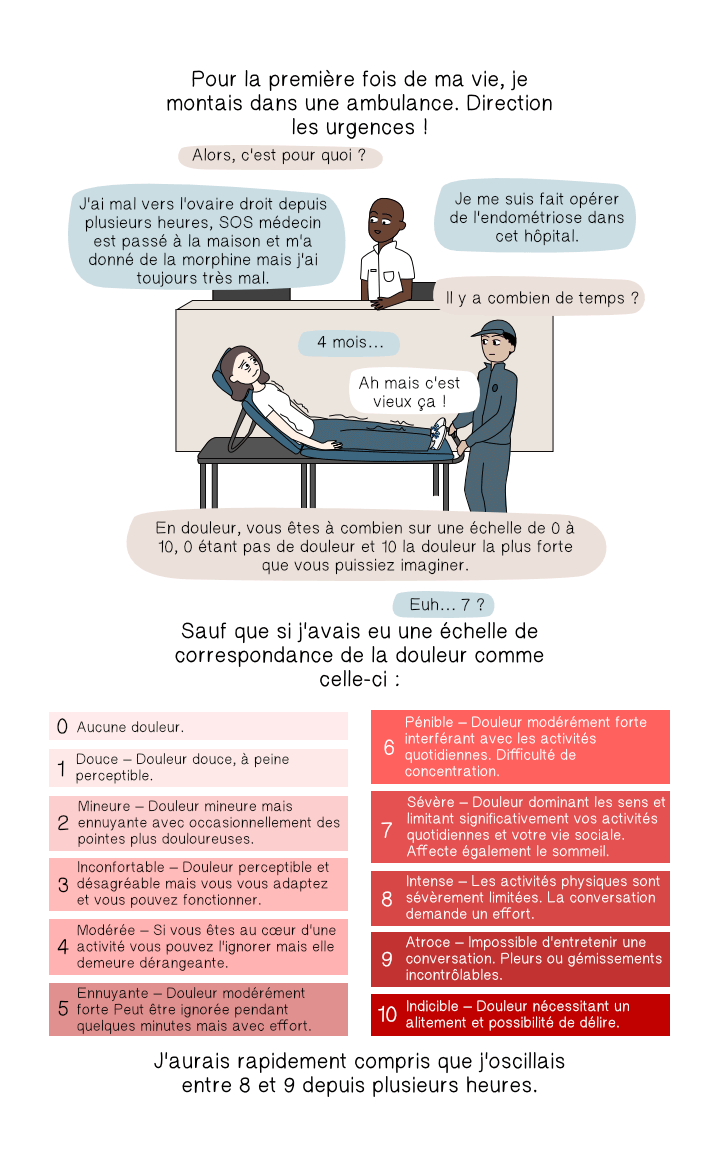 Pour la première fois de ma vie, je
montais dans une ambulance. Direction
les urgences !
Alors, c'est pour quoi ?
J'ai mal vers l'ovaire droit depuis
plusieurs heures, SOS médecin
est passé à la maison et m'a
donné de la morphine mais j'ai
toujours très mal.
Je me suis fait opérer
de l'endométriose dans
cet hôpital.
Il y a combien de temps ?
4 mois...
Ah mais c'est
vieux ça !
En douleur, vous êtes à combien sur une échelle de 0 à
10, 0 étant pas de douleur et 10 la douleur la plus forte
que vous puissiez imaginer.
Euh... 7 ?
Sauf que si j'avais eu une échelle de
correspondance de la douleur comme
celle-ci :
0 Aucune douleur.
1 Douce – Douleur douce, à peine
perceptible.
2 Mineure – Douleur mineure mais
ennuyante avec occasionnellement des
pointes plus douloureuses.
3 Inconfortable – Douleur perceptible et
désagréable mais vous vous adaptez
et vous pouvez fonctionner.
4 Modérée – Si vous êtes au cœur d'une
activité vous pouvez l'ignorer mais elle
demeure dérangeante.
5 Ennuyante – Douleur modérément
forte Peut être ignorée pendant
quelques minutes mais avec effort.
6 Pénible – Douleur modérément forte
interférant avec les activités
quotidiennes. Difficulté de
concentration.
7 Sévère – Douleur dominant les sens et
limitant significativement vos activités
quotidiennes et votre vie sociale.
Affecte également le sommeil.
8 Intense – Les activités physiques sont
sévèrement limitées. La conversation
demande un effort.
9 Atroce – Impossible d'entretenir une
conversation. Pleurs ou gémissements
incontrôlables.
10 Indicible – Douleur nécessitant un
alitement et possibilité de délire.
J'aurais rapidement compris que j'oscillais
entre 8 et 9 depuis plusieurs heures.